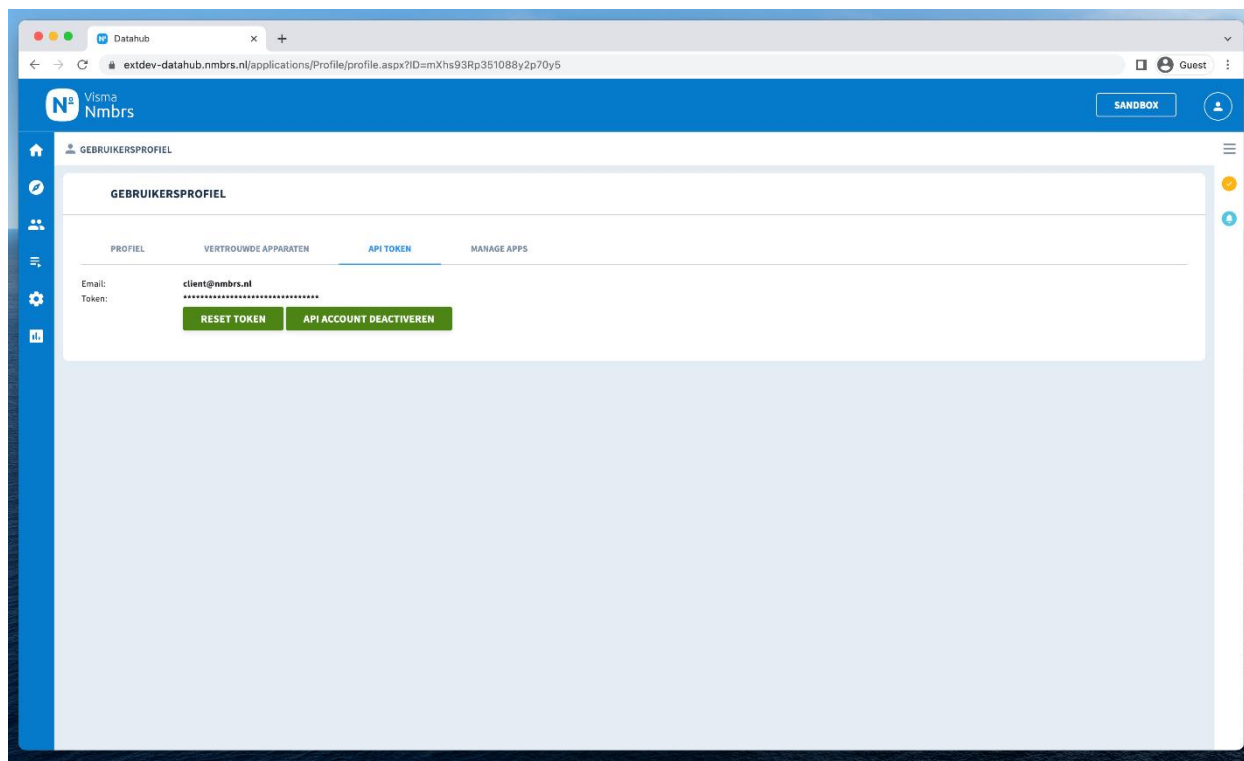 Datahub
extdev-datahub.nmbrs.nl/applications/Profile/profile.aspx?ID=mXhs93Rp351088y2p70y5
Guest
Nº Visma
Nmbrs
SANDBOX
GEBRUIKERSPROFIEL
GEBRUIKERSPROFIEL
PROFIEL VERTROUWDE APPARATEN API TOKEN MANAGE APPS
Email: client@nmbrs.nl
Token: ********************************
RESET TOKEN API ACCOUNT DEACTIVEREN